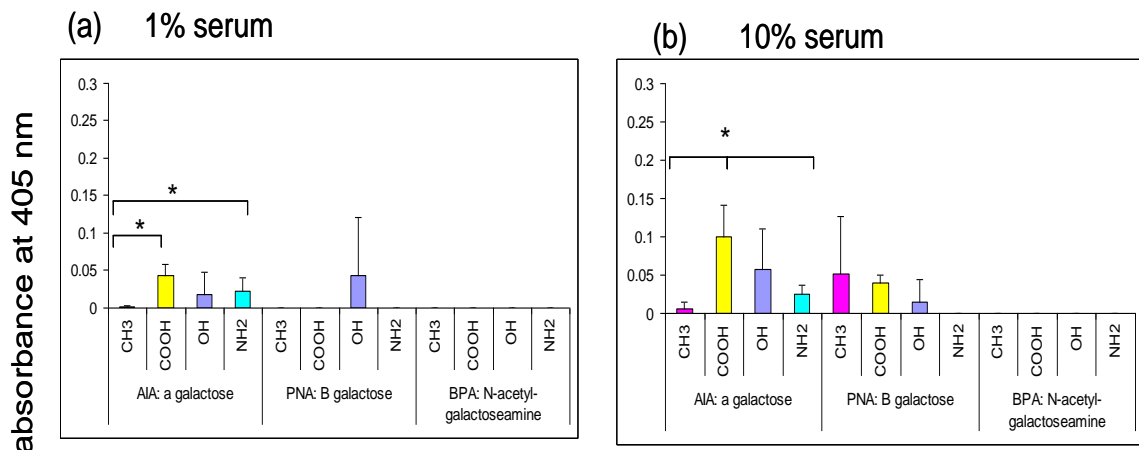 (a) 1% serum
(b) 10% serum
absorbance at 405 nm
0.3
0.25
0.2
0.15
0.1
0.05
0
*
*
CH3 COOH OH NH2 CH3 COOH OH NH2 CH3 COOH OH NH2
AIA: a galactose PNA: B galactose BPA: N-acetyl-
galactoseamine
0.3
0.25
0.2
0.15
0.1
0.05
0
*
CH3 COOH OH NH2 CH3 COOH OH NH2 CH3 COOH OH NH2
AIA: a galactose PNA: B galactose BPA: N-acetyl-
galactoseamine